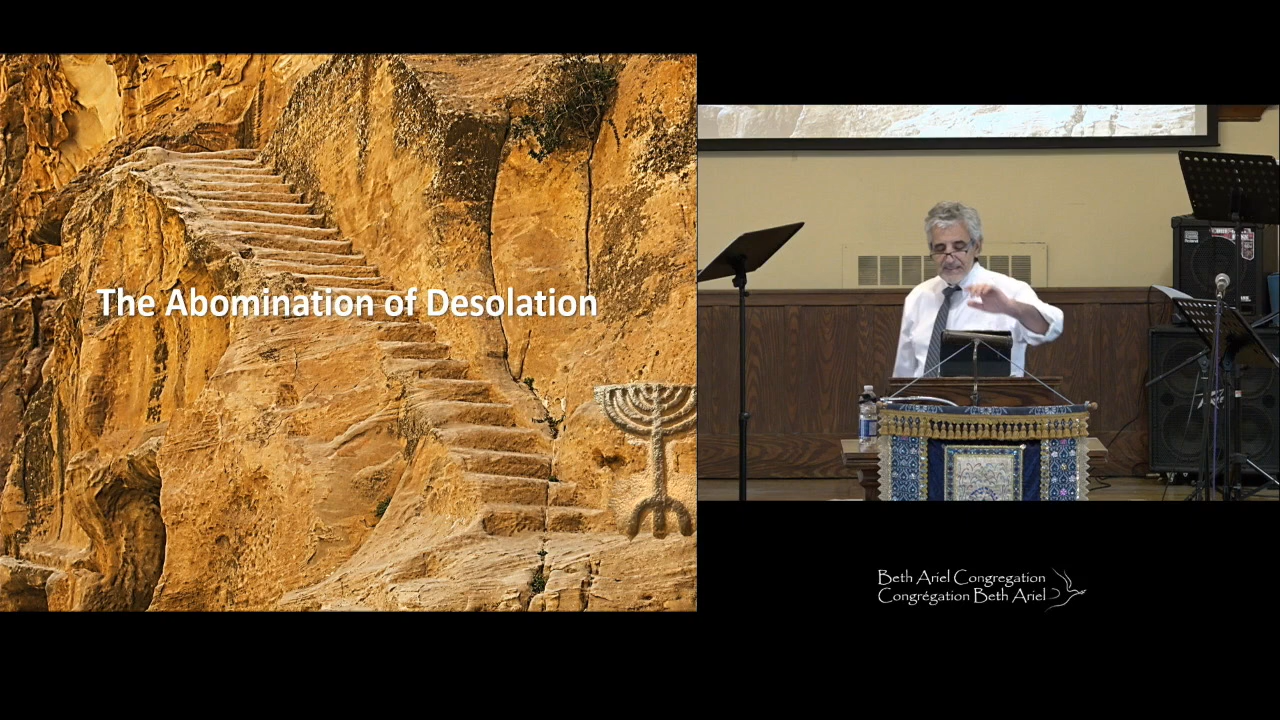 The Abomination of Desolation
Beth Ariel Congregation
Congrégation Beth Ariel